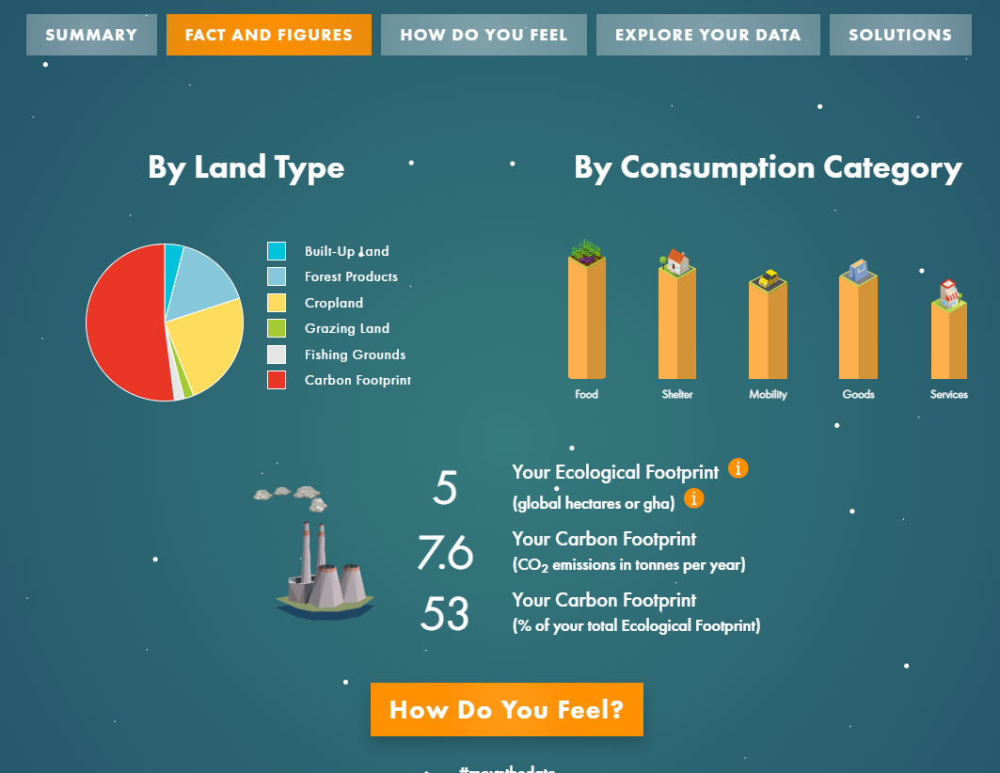 SUMMARY
FACT AND FIGURES
HOW DO YOU FEEL
EXPLORE YOUR DATA
SOLUTIONS
By Land Type
Built-Up Land
Forest Products
Cropland
Grazing Land
Fishing Grounds
Carbon Footprint
By Consumption Category
Food
Shelter
Mobility
Goods
Services
5
Your Ecological Footprint i
(global hectares or gha) i
7.6
Your Carbon Footprint
(CO₂ emissions in tonnes per year)
53
Your Carbon Footprint
(% of your total Ecological Footprint)
How Do You Feel?
#movethedate